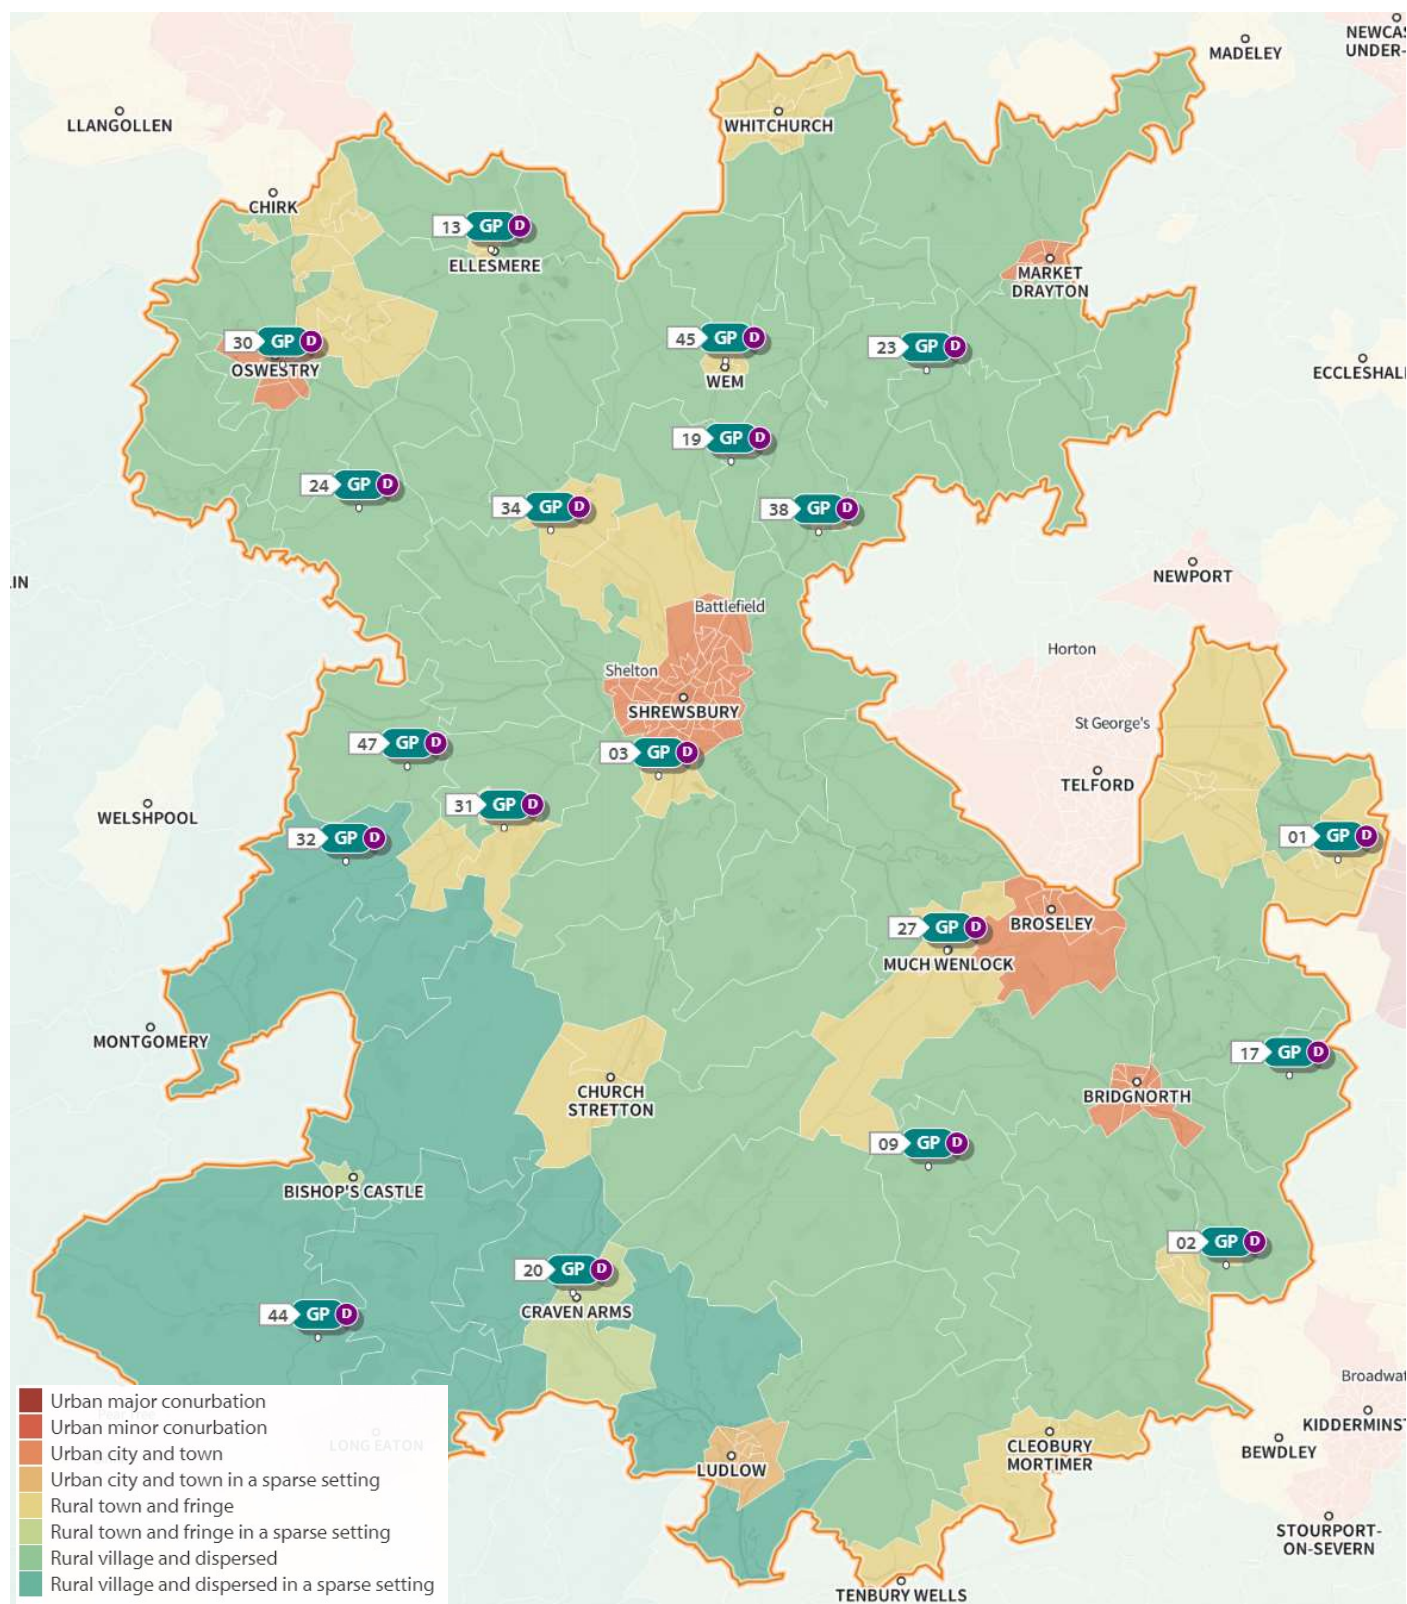 NEWCAS
UNDER-
MADELEY
LLANGOLLEN
WHITCHURCH
CHIRK
13 GP D
ELLESMERE
MARKET
DRAYTON
30 GP D
OSWESTRY
45 GP D
WEM
23 GP D
ECCLESHALL
19 GP D
24 GP D
34 GP D
38 GP D
LIN
NEWPORT
Battlefield
Horton
Shelton
SHREWSBURY
St George's
47 GP D
03 GP D
TELFORD
WELSHPOOL
31 GP D
32 GP D
01 GP D
27 GP D
BROSELEY
MUCH WENLOCK
MONTGOMERY
17 GP D
CHURCH
STRETTON
BRIDGNORTH
09 GP D
BISHOP'S CASTLE
02 GP D
20 GP D
CRAVEN ARMS
44 GP D
Broadwat
KIDDERMINST
BEWDLEY
CLEOBURY
MORTIMER
LUDLOW
LONG EATON
STOURPORT-
ON-SEVERN
TENBURY WELLS
Urban major conurbation
Urban minor conurbation
Urban city and town
Urban city and town in a sparse setting
Rural town and fringe
Rural town and fringe in a sparse setting
Rural village and dispersed
Rural village and dispersed in a sparse setting